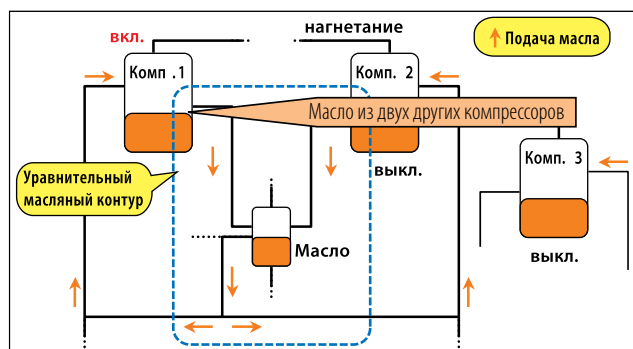 вкл.
нагнетание
Подача масла
Комп .1
Комп. 2
Масло из двух других компрессоров
Комп. 3
выкл.
Уравнительный
масляный контур
Масло
выкл.